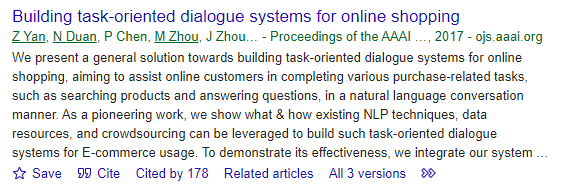 Building task-oriented dialogue systems for online shopping
Z Yan, N Duan, P Chen, M Zhou, J Zhou… - Proceedings of the AAAI …, 2017 - ojs.aaai.org
We present a general solution towards building task-oriented dialogue systems for online
shopping, aiming to assist online customers in completing various purchase-related tasks,
such as searching products and answering questions, in a natural language conversation
manner. As a pioneering work, we show what & how existing NLP techniques, data
resources, and crowdsourcing can be leveraged to build such task-oriented dialogue
systems for E-commerce usage. To demonstrate its effectiveness, we integrate our system …
Save Cite Cited by 178 Related articles All 3 versions